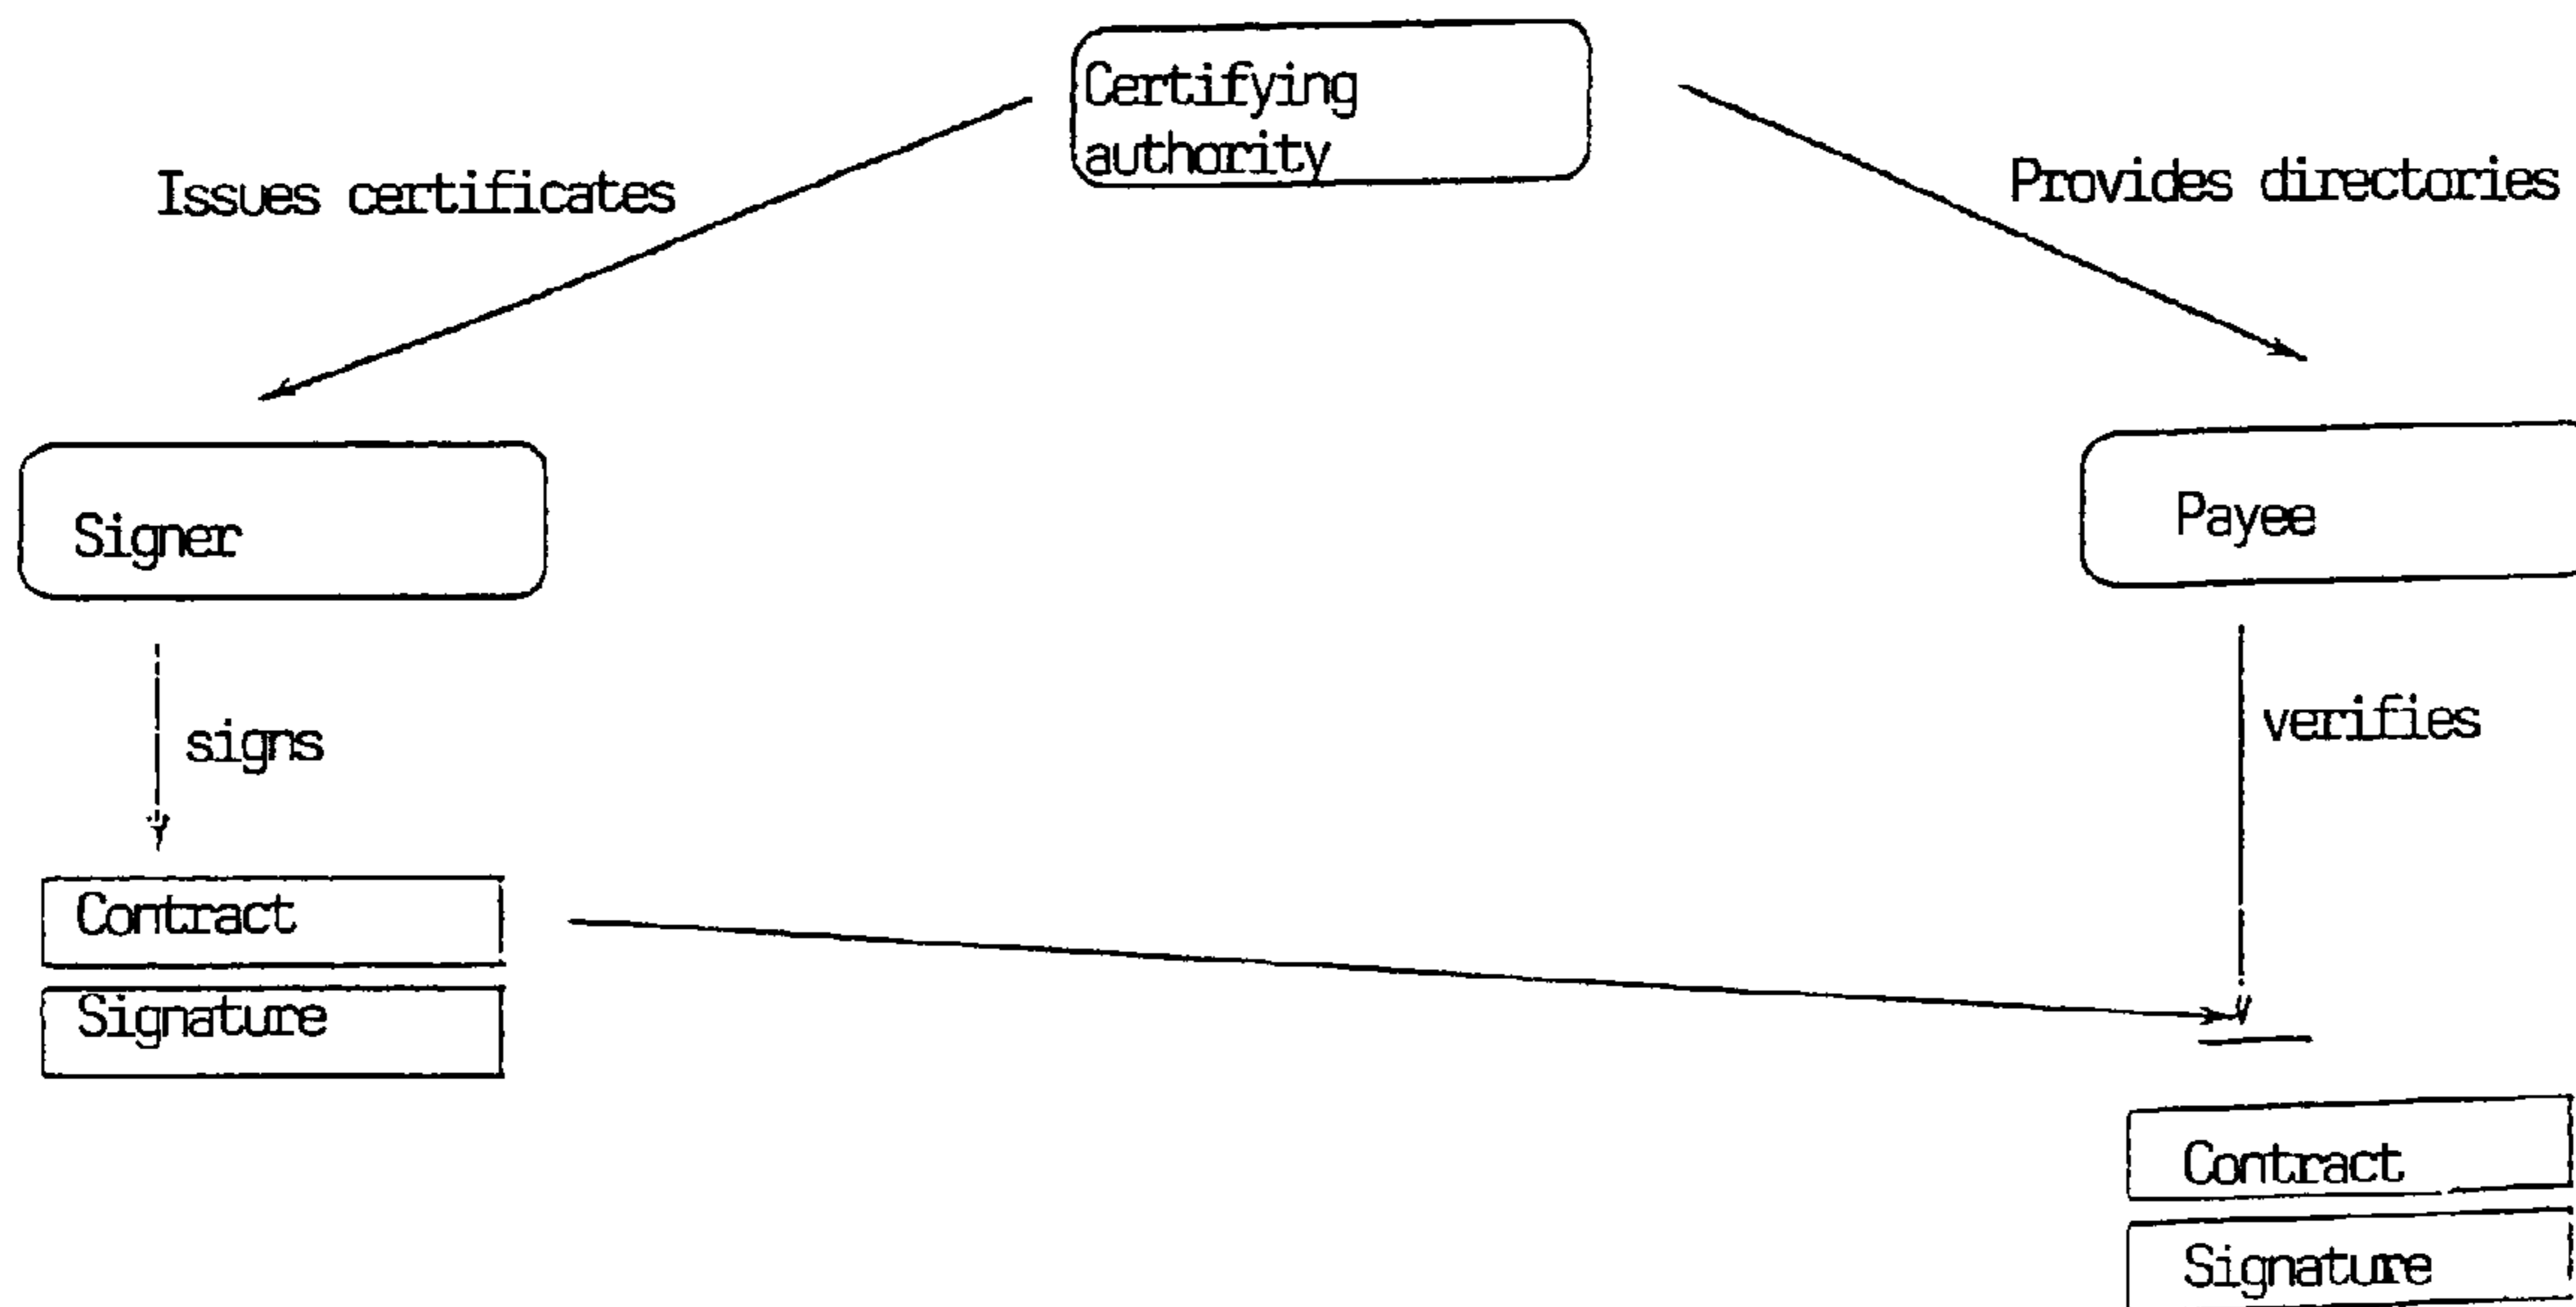 Certifying
authority
Issues certificates
Provides directories
Signer
Payee
signs
verifies
Contract
Signature
Contract
Signature